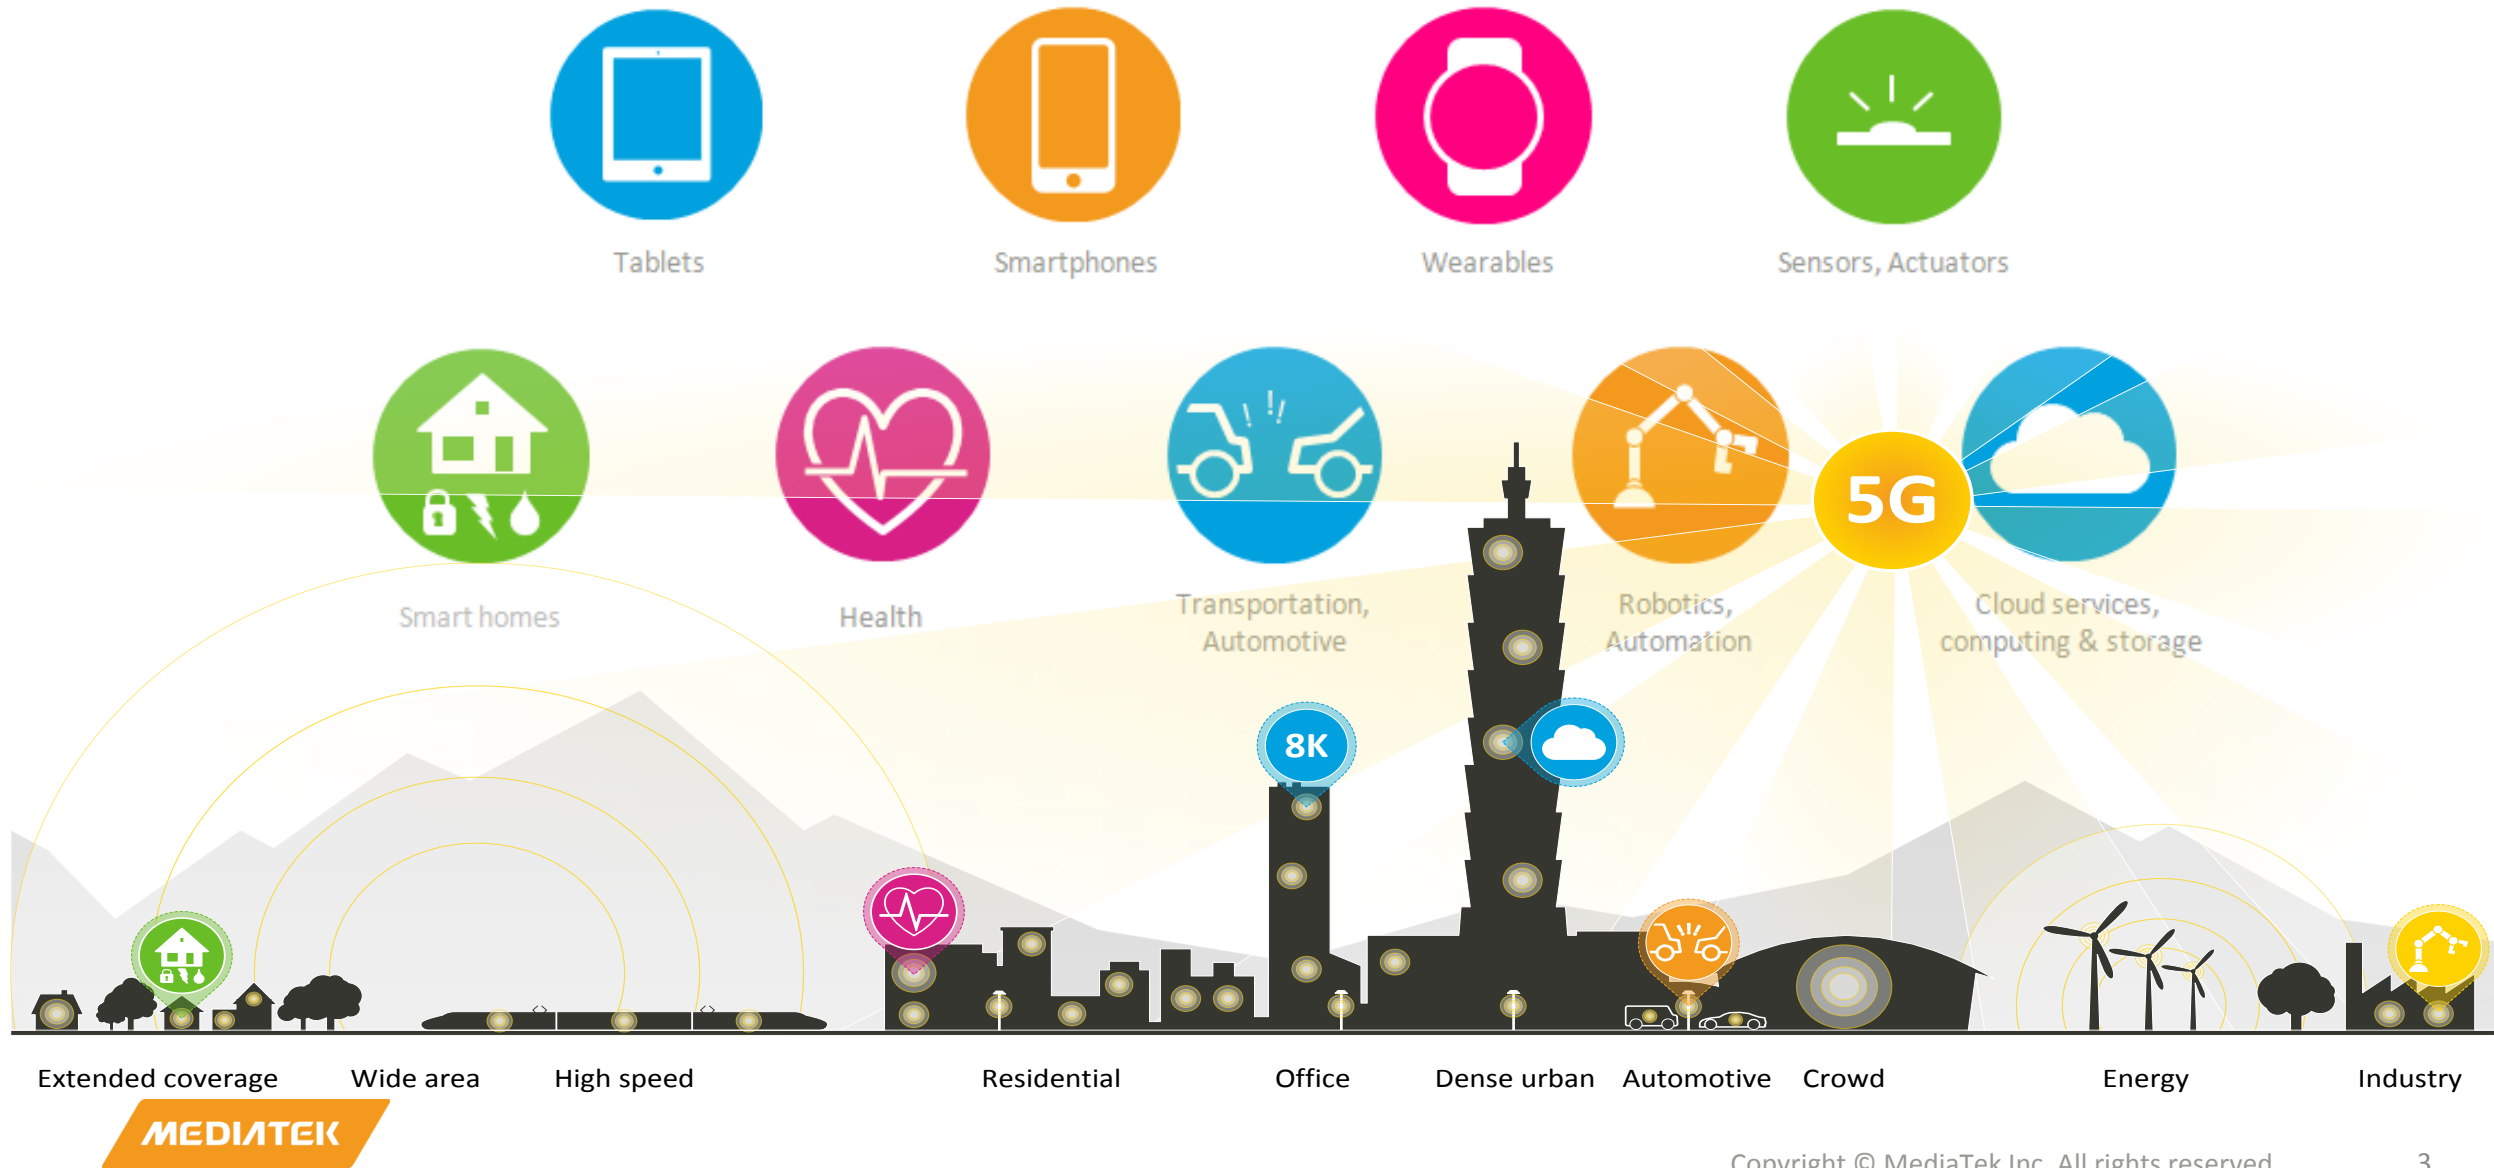 Tablets
Smartphones
Wearables
Sensors, Actuators
5G
Smart homes
Health
Transportation,
Automotive
Robotics,
Automation
Cloud services,
computing & storage
8K
Extended coverage
Wide area
High speed
Residential
Office
Dense urban
Automotive
Crowd
Energy
Industry
MEDIATEK
Copyright © MediaTek Inc. All rights reserved
3